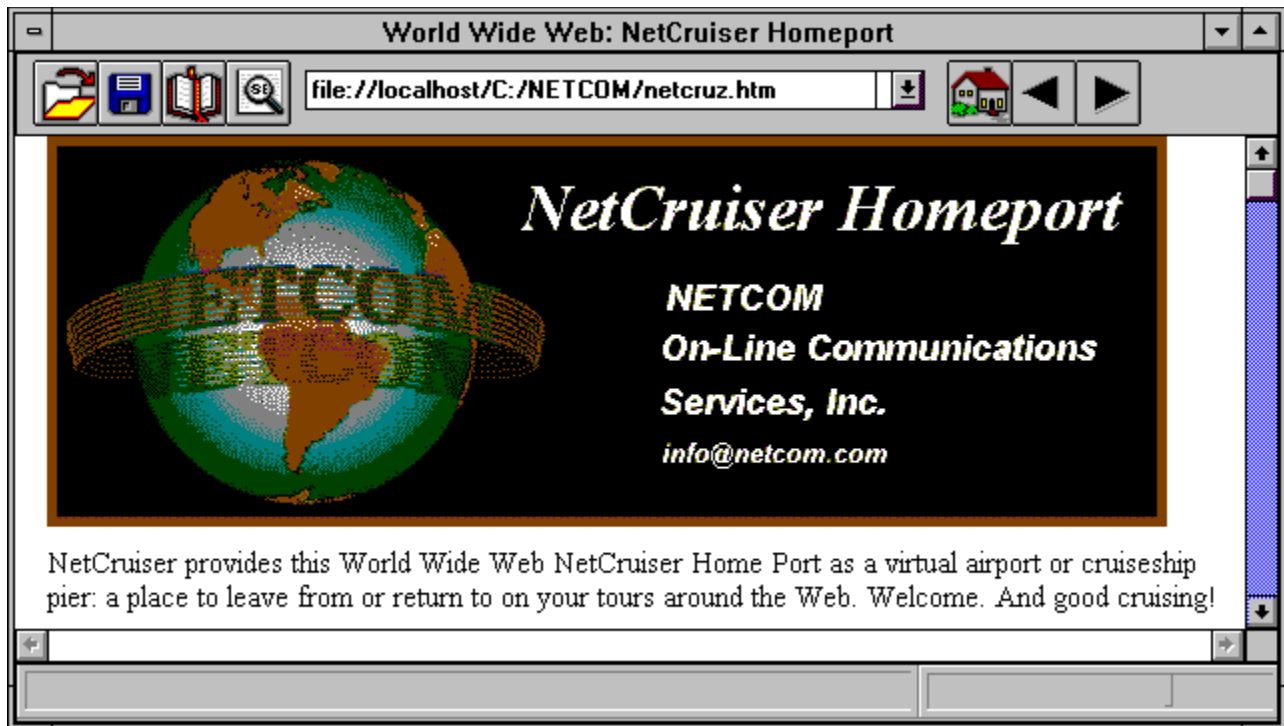 World Wide Web: NetCruiser Homeport
file://localhost/C:/NETCOM/netcruz.htm
NetCruiser Homeport
NETCOM
NETCOM
On-Line Communications
Services, Inc.
info@netcom.com
NetCruiser provides this World Wide Web NetCruiser Home Port as a virtual airport or cruiseship
pier: a place to leave from or return to on your tours around the Web. Welcome. And good cruising!